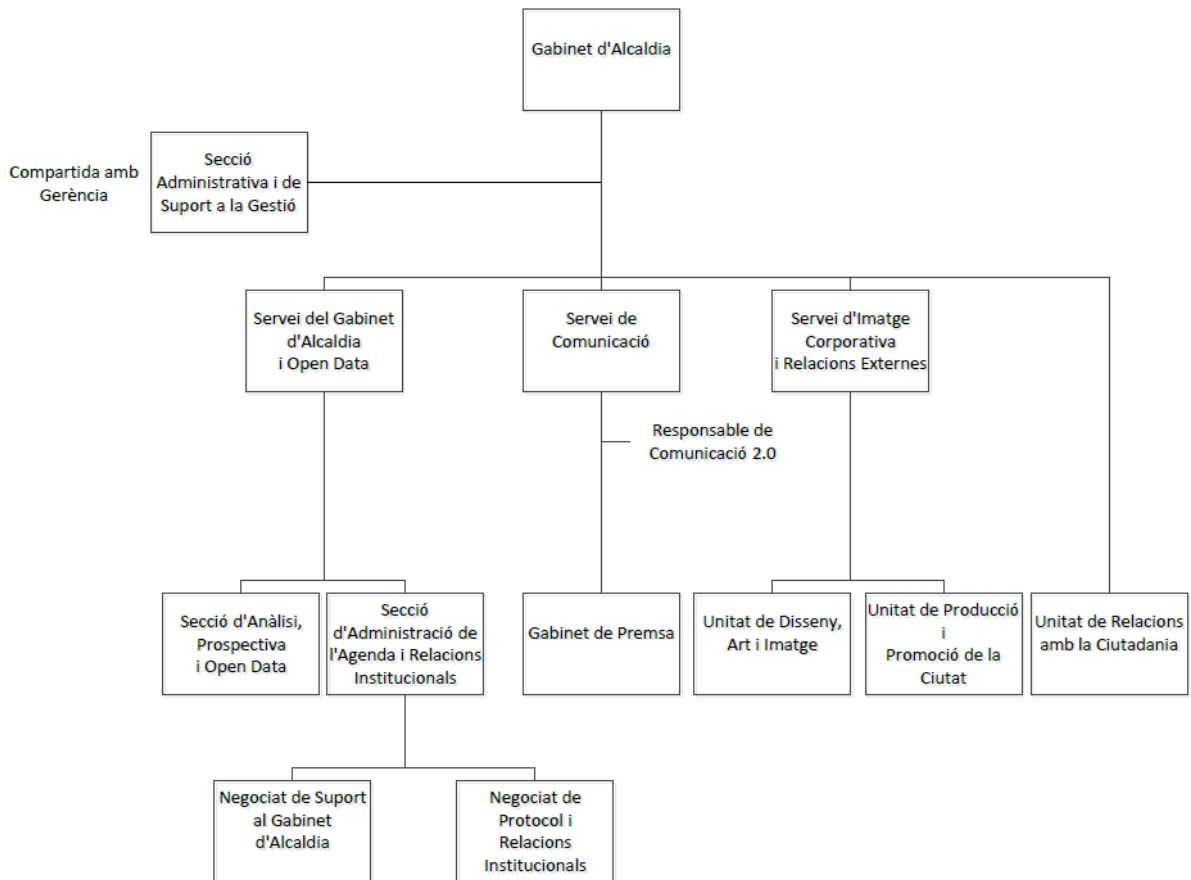 Gabinet d'Alcaldia
Compartida amb
Gerència
Secció
Administrativa i de
Suport a la Gestió
Servei del Gabinet
d'Alcaldia
i Open Data
Servei de
Comunicació
Servei d'Imatge
Corporativa
i Relacions Externes
Responsable de
Comunicació 2.0
Secció d'Anàlisi,
Prospectiva
i Open Data
Secció
d'Administració de
l'Agenda i Relacions
Institucionals
Gabinet de Premsa
Unitat de Disseny,
Art i Imatge
Unitat de Producció
i
Promoció de la
Ciutat
Unitat de Relacions
amb la Ciutadania
Negociat de Suport
al Gabinet
d'Alcaldia
Negociat de
Protocol i
Relacions
Institucionals